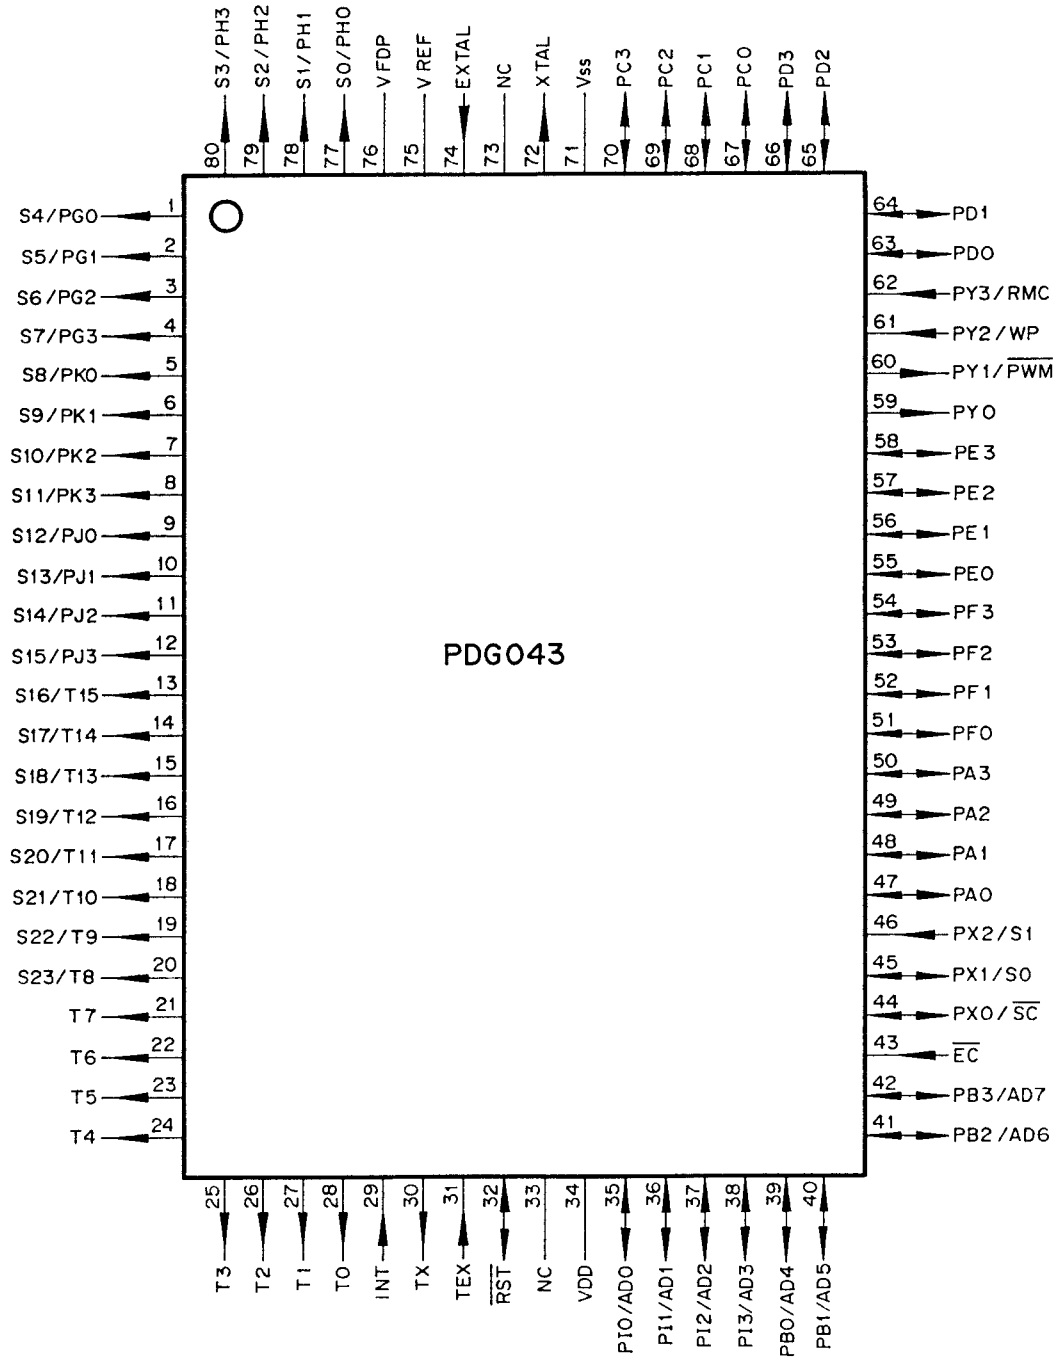 S3/PH3
S2/PH2
S1/PH1
S0/PH0
VFDP
VREF
EXTAL
NC
XTAL
Vss
PC3
PC2
PC1
PC0
PD3
PD2
80
79
78
77
76
75
74
73
72
71
70
69
68
67
66
65
S4/PG0 1
S5/PG1 2
S6/PG2 3
S7/PG3 4
S8/PK0 5
S9/PK1 6
S10/PK2 7
S11/PK3 8
S12/PJ0 9
S13/PJ1 10
S14/PJ2 11
S15/PJ3 12
S16/T15 13
S17/T14 14
S18/T13 15
S19/T12 16
S20/T11 17
S21/T10 18
S22/T9 19
S23/T8 20
T7 21
T6 22
T5 23
T4 24
PDG043
64 PD1
63 PD0
62 PY3/RMC
61 PY2/WP
60 PY1/PWM
59 PY0
58 PE3
57 PE2
56 PE1
55 PE0
54 PF3
53 PF2
52 PF1
51 PF0
50 PA3
49 PA2
48 PA1
47 PA0
46 PX2/S1
45 PX1/S0
44 PX0/SC
43 EC
42 PB3/AD7
41 PB2/AD6
25
26
27
28
29
30
31
32
33
34
35
36
37
38
39
40
T3
T2
T1
T0
INT
TX
TEX
RST
NC
VDD
PI0/AD0
PI1/AD1
PI2/AD2
PI3/AD3
PB0/AD4
PB1/AD5